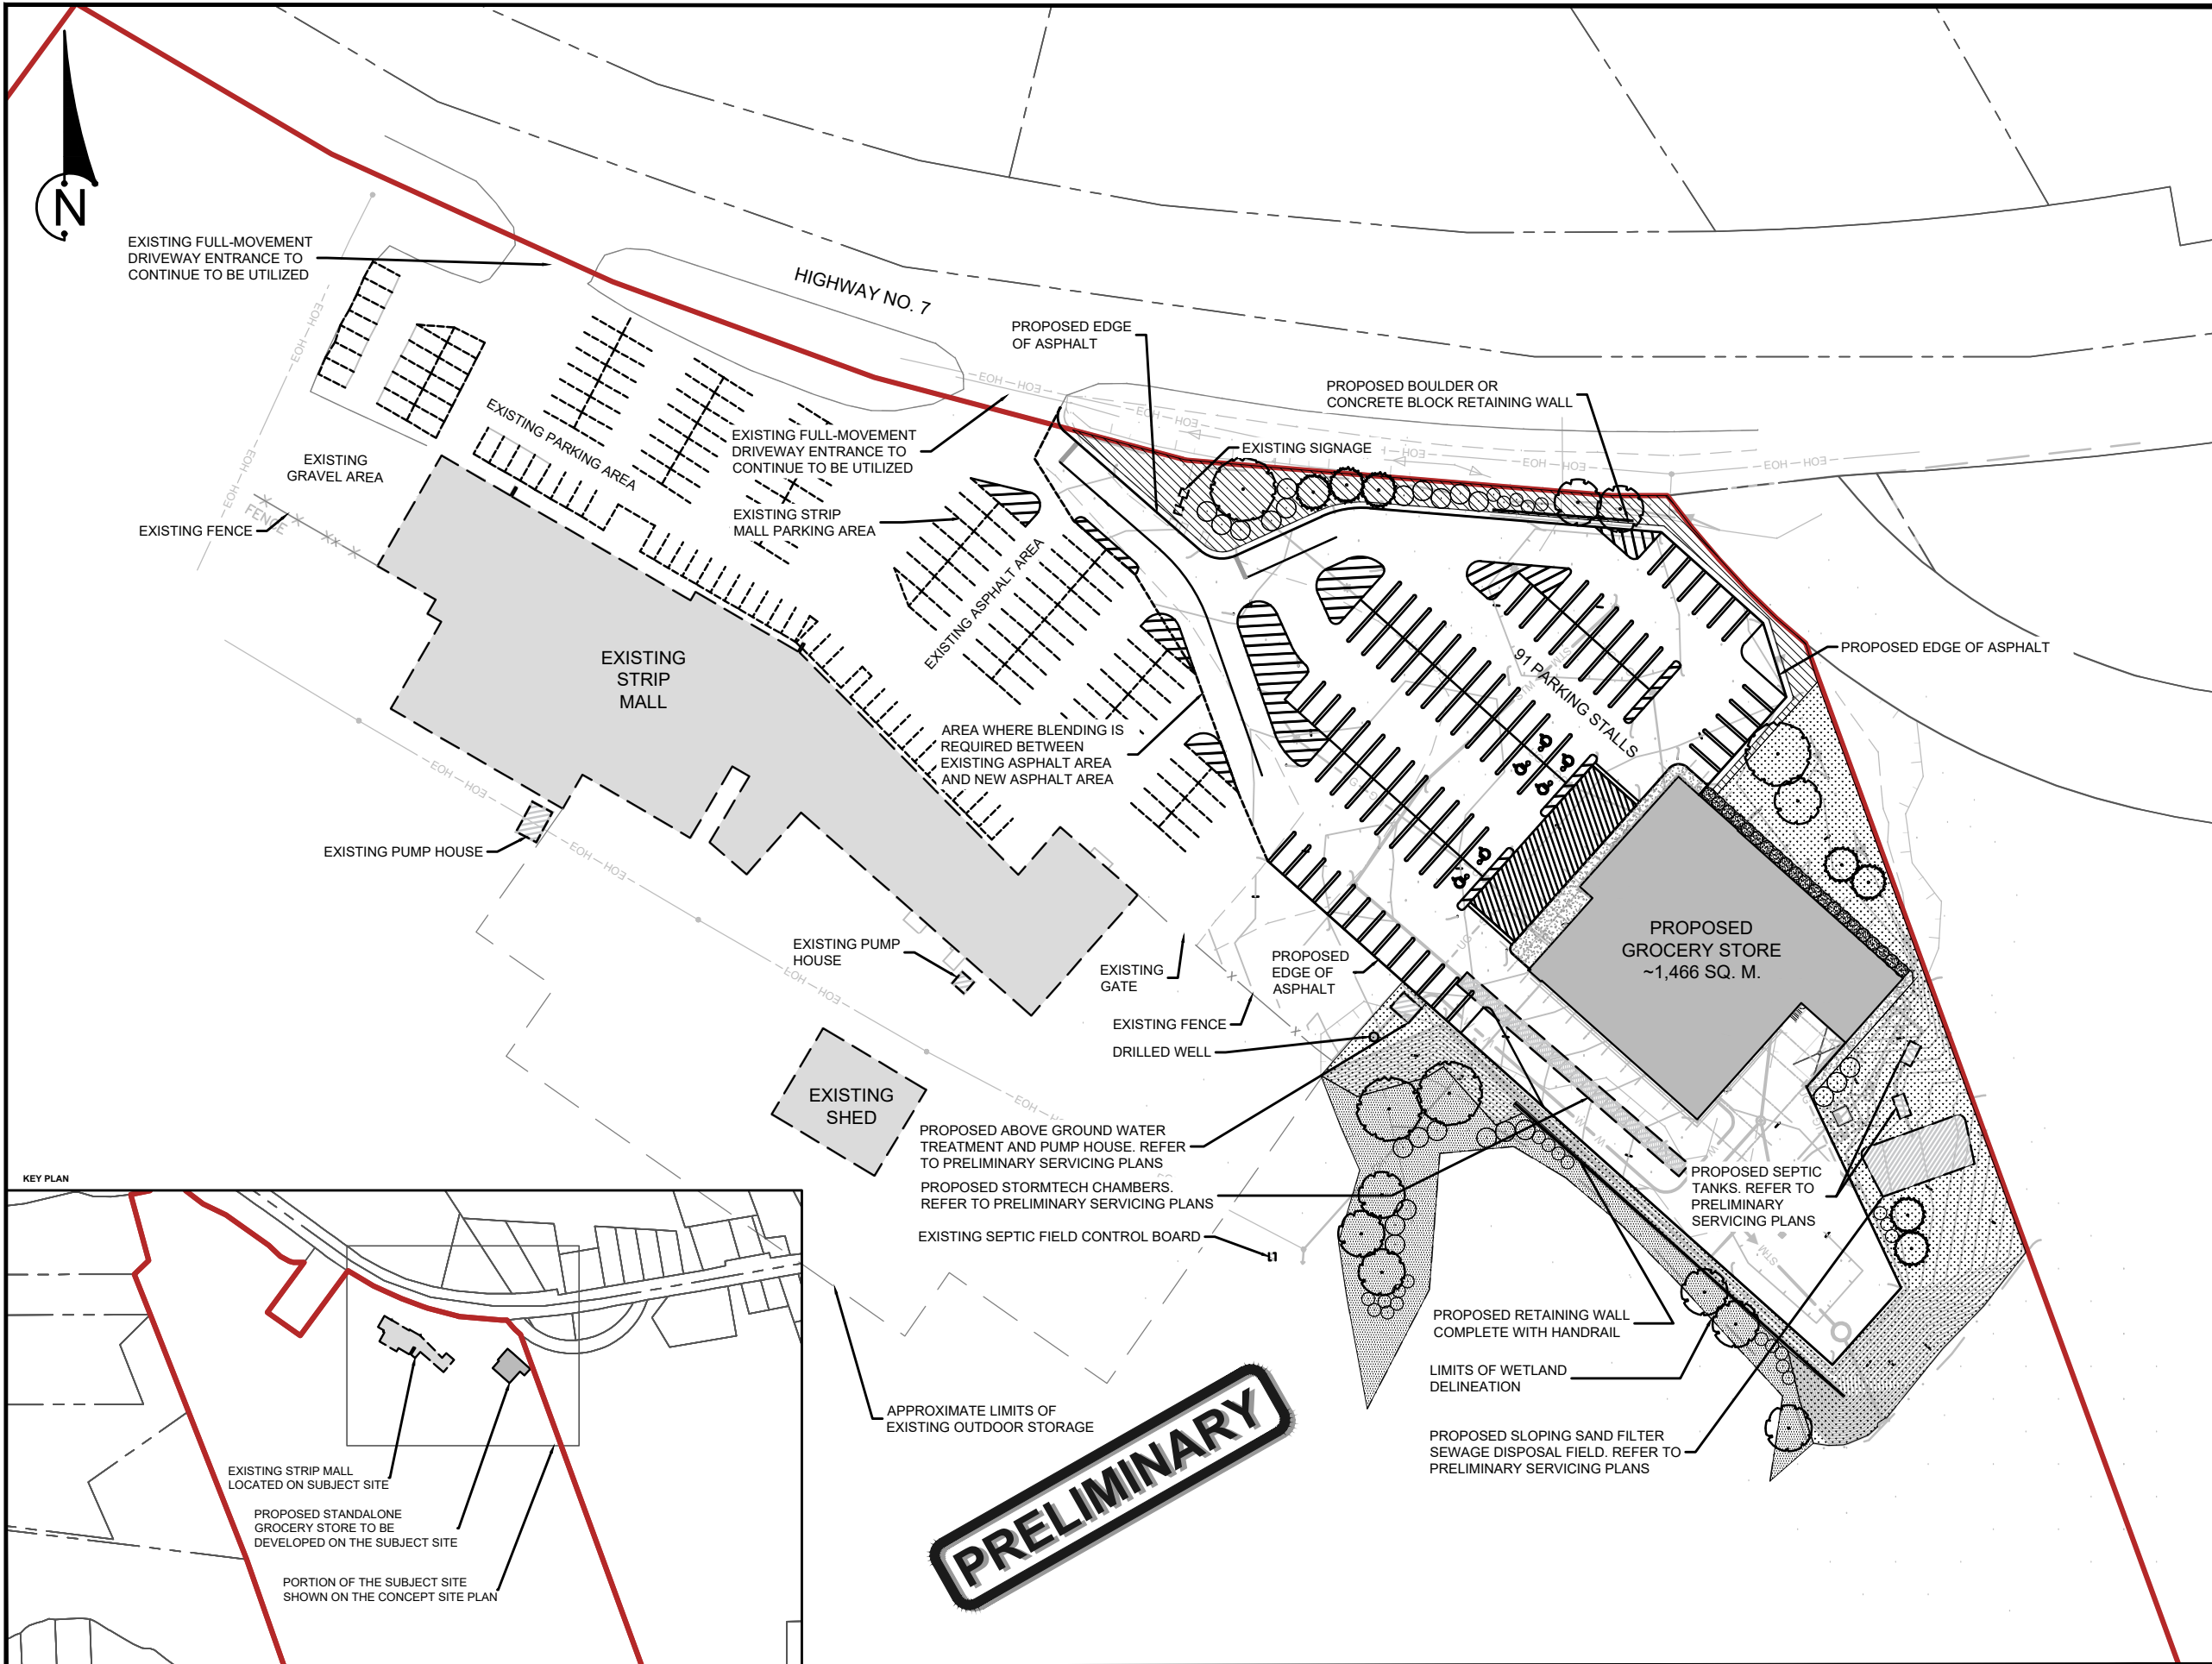 N
EXISTING FULL-MOVEMENT
DRIVEWAY ENTRANCE TO
CONTINUE TO BE UTILIZED
HIGHWAY NO. 7
PROPOSED EDGE
OF ASPHALT
PROPOSED BOULDER OR
CONCRETE BLOCK RETAINING WALL
EXISTING PARKING AREA
EXISTING FULL-MOVEMENT
DRIVEWAY ENTRANCE TO
CONTINUE TO BE UTILIZED
EXISTING SIGNAGE
EXISTING
GRAVEL AREA
EXISTING STRIP
MALL PARKING AREA
EXISTING FENCE
FENCE
EXISTING ASPHALT AREA
EXISTING
STRIP
MALL
91 PARKING STALLS
PROPOSED EDGE OF ASPHALT
AREA WHERE BLENDING IS
REQUIRED BETWEEN
EXISTING ASPHALT AREA
AND NEW ASPHALT AREA
EXISTING PUMP HOUSE
EXISTING PUMP
HOUSE
EXISTING
GATE
PROPOSED
EDGE OF
ASPHALT
PROPOSED
GROCERY STORE
~1,466 SQ. M.
EXISTING FENCE
DRILLED WELL
EXISTING
SHED
PROPOSED ABOVE GROUND WATER
TREATMENT AND PUMP HOUSE. REFER
TO PRELIMINARY SERVICING PLANS
PROPOSED STORMTECH CHAMBERS.
REFER TO PRELIMINARY SERVICING PLANS
EXISTING SEPTIC FIELD CONTROL BOARD
PROPOSED SEPTIC
TANKS. REFER TO
PRELIMINARY
SERVICING PLANS
PROPOSED RETAINING WALL
COMPLETE WITH HANDRAIL
LIMITS OF WETLAND
DELINEATION
PROPOSED SLOPING SAND FILTER
SEWAGE DISPOSAL FIELD. REFER TO
PRELIMINARY SERVICING PLANS
APPROXIMATE LIMITS OF
EXISTING OUTDOOR STORAGE
PRELIMINARY
KEY PLAN
EXISTING STRIP MALL
LOCATED ON SUBJECT SITE
PROPOSED STANDALONE
GROCERY STORE TO BE
DEVELOPED ON THE SUBJECT SITE
PORTION OF THE SUBJECT SITE
SHOWN ON THE CONCEPT SITE PLAN